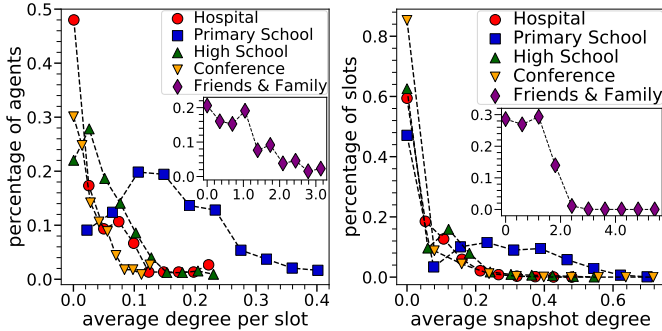 0.5
0.4
0.3
0.2
0.1
0.0
percentage of agents
Hospital
Primary School
High School
Conference
Friends & Family
0.2
0.1
0.0
0.0 1.0 2.0 3.0
0.0 0.1 0.2 0.3 0.4
average degree per slot
0.8
0.6
0.4
0.2
0.0
percentage of slots
Hospital
Primary School
High School
Conference
Friends & Family
0.3
0.2
0.1
0.0
0 2.0 4.0
0.0 0.2 0.4 0.6
average snapshot degree